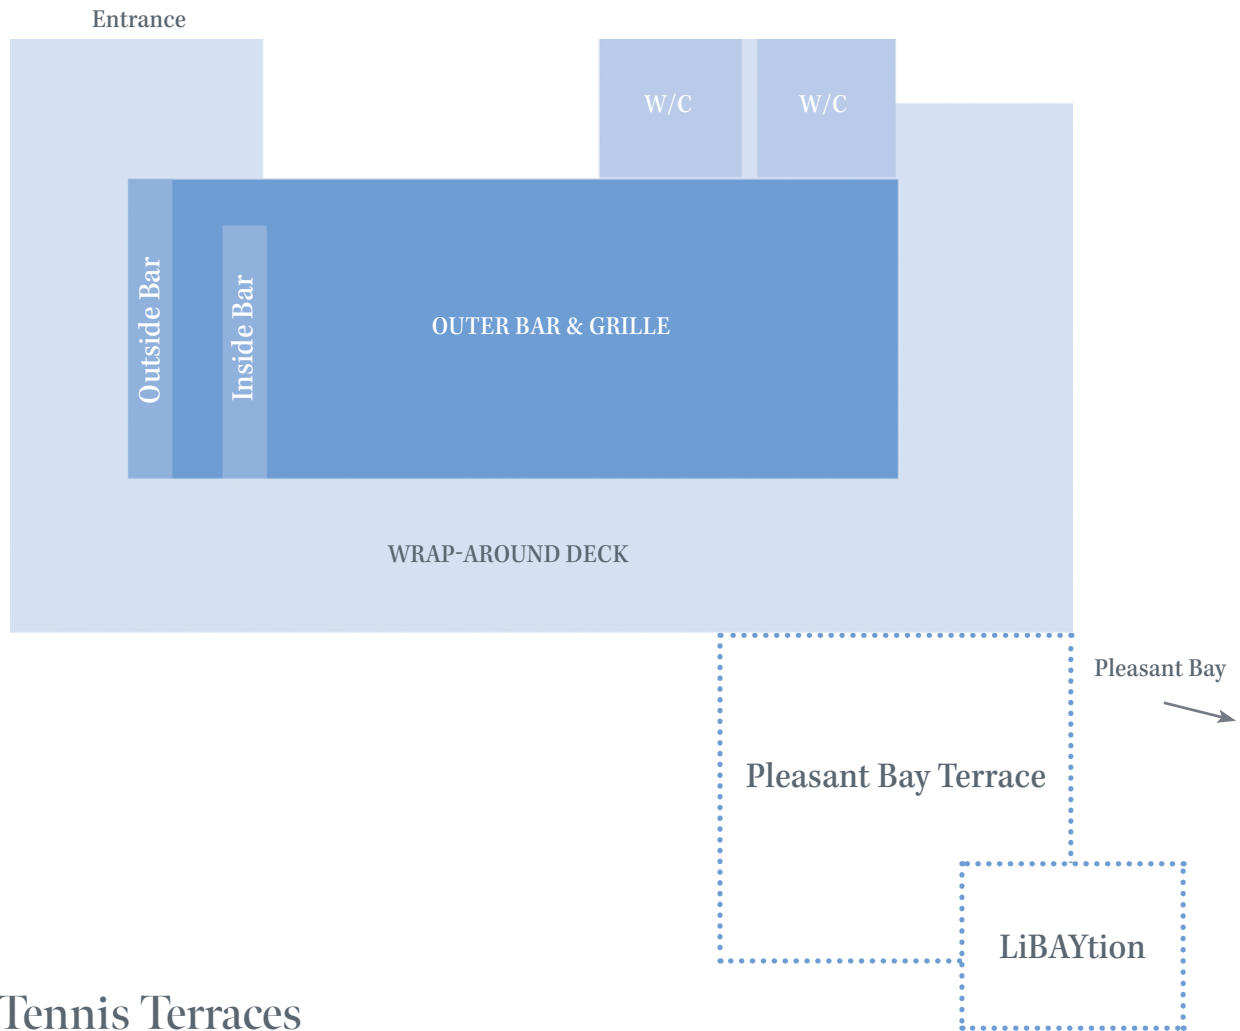 Entrance
W/C
W/C
Outside Bar
Inside Bar
OUTER BAR & GRILLE
WRAP-AROUND DECK
Pleasant Bay
Pleasant Bay Terrace
LiBAYtion
Tennis Terraces